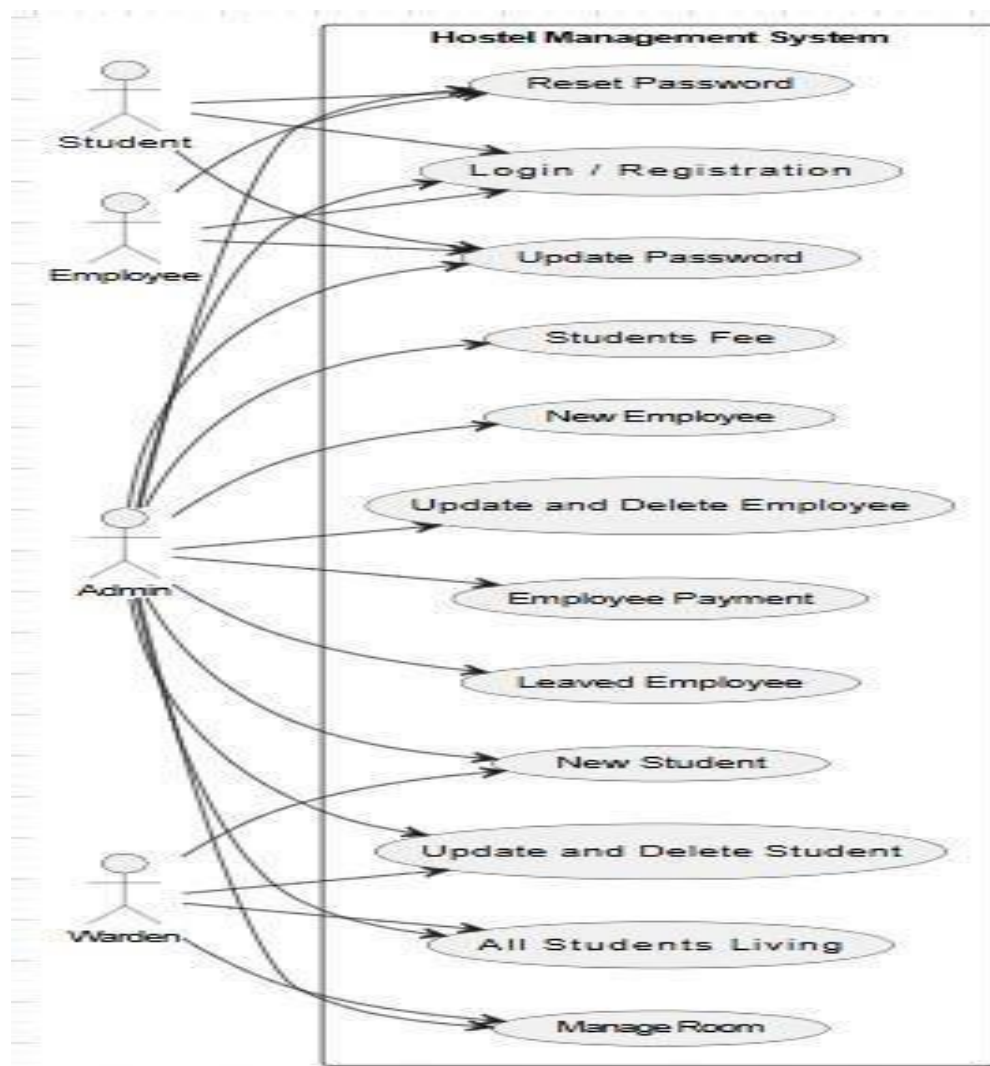 Hostel Management System
Reset Password
Student
Login / Registration
Employee
Update Password
Students Fee
New Employee
Update and Delete Employee
Admin
Employee Payment
Leaved Employee
New Student
Update and Delete Student
Warden
All Students Living
Manage Room